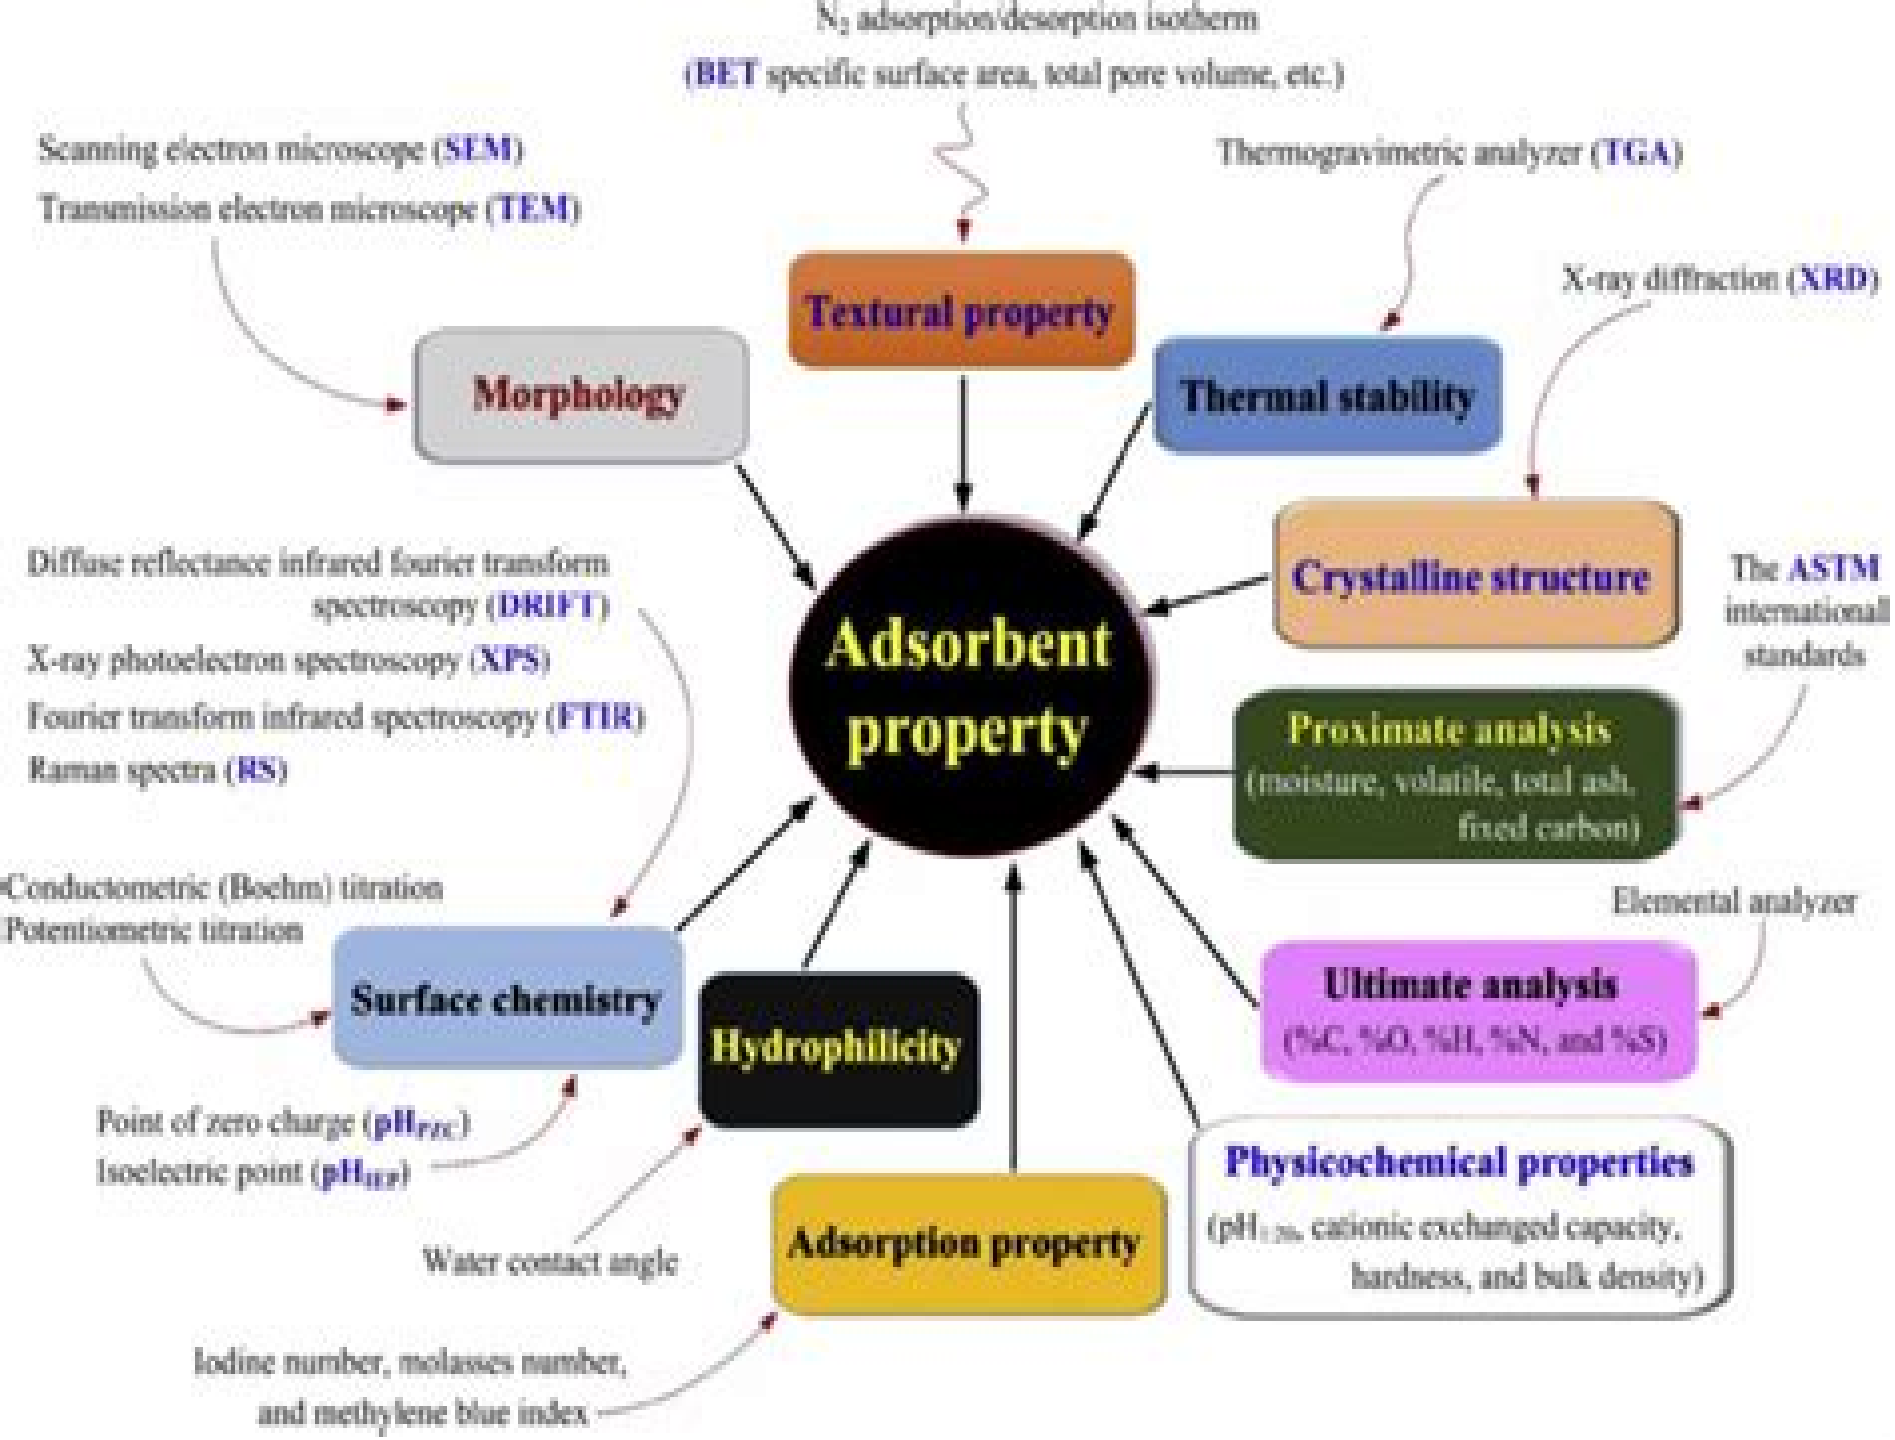 N₂ adsorption/desorption isotherm
(BET specific surface area, total pore volume, etc.)
Scanning electron microscope (SEM)
Transmission electron microscope (TEM)
Thermogravimetric analyzer (TGA)
X-ray diffraction (XRD)
Textural property
Morphology
Thermal stability
Crystalline structure
The ASTM
international
standards
Diffuse reflectance infrared fourier transform
spectroscopy (DRIFT)
X-ray photoelectron spectroscopy (XPS)
Fourier transform infrared spectroscopy (FTIR)
Raman spectra (RS)
Adsorbent
property
Proximate analysis
(moisture, volatile, total ash,
fixed carbon)
Conductometric (Boehm) titration
Potentiometric titration
Surface chemistry
Hydrophilicity
Elemental analyzer
Ultimate analysis
(%C, %O, %H, %N, and %S)
Point of zero charge (pHPZC)
Isoelectric point (pHIEP)
Water contact angle
Adsorption property
Physicochemical properties
(pH1:20, cationic exchanged capacity,
hardness, and bulk density)
Iodine number, molasses number,
and methylene blue index